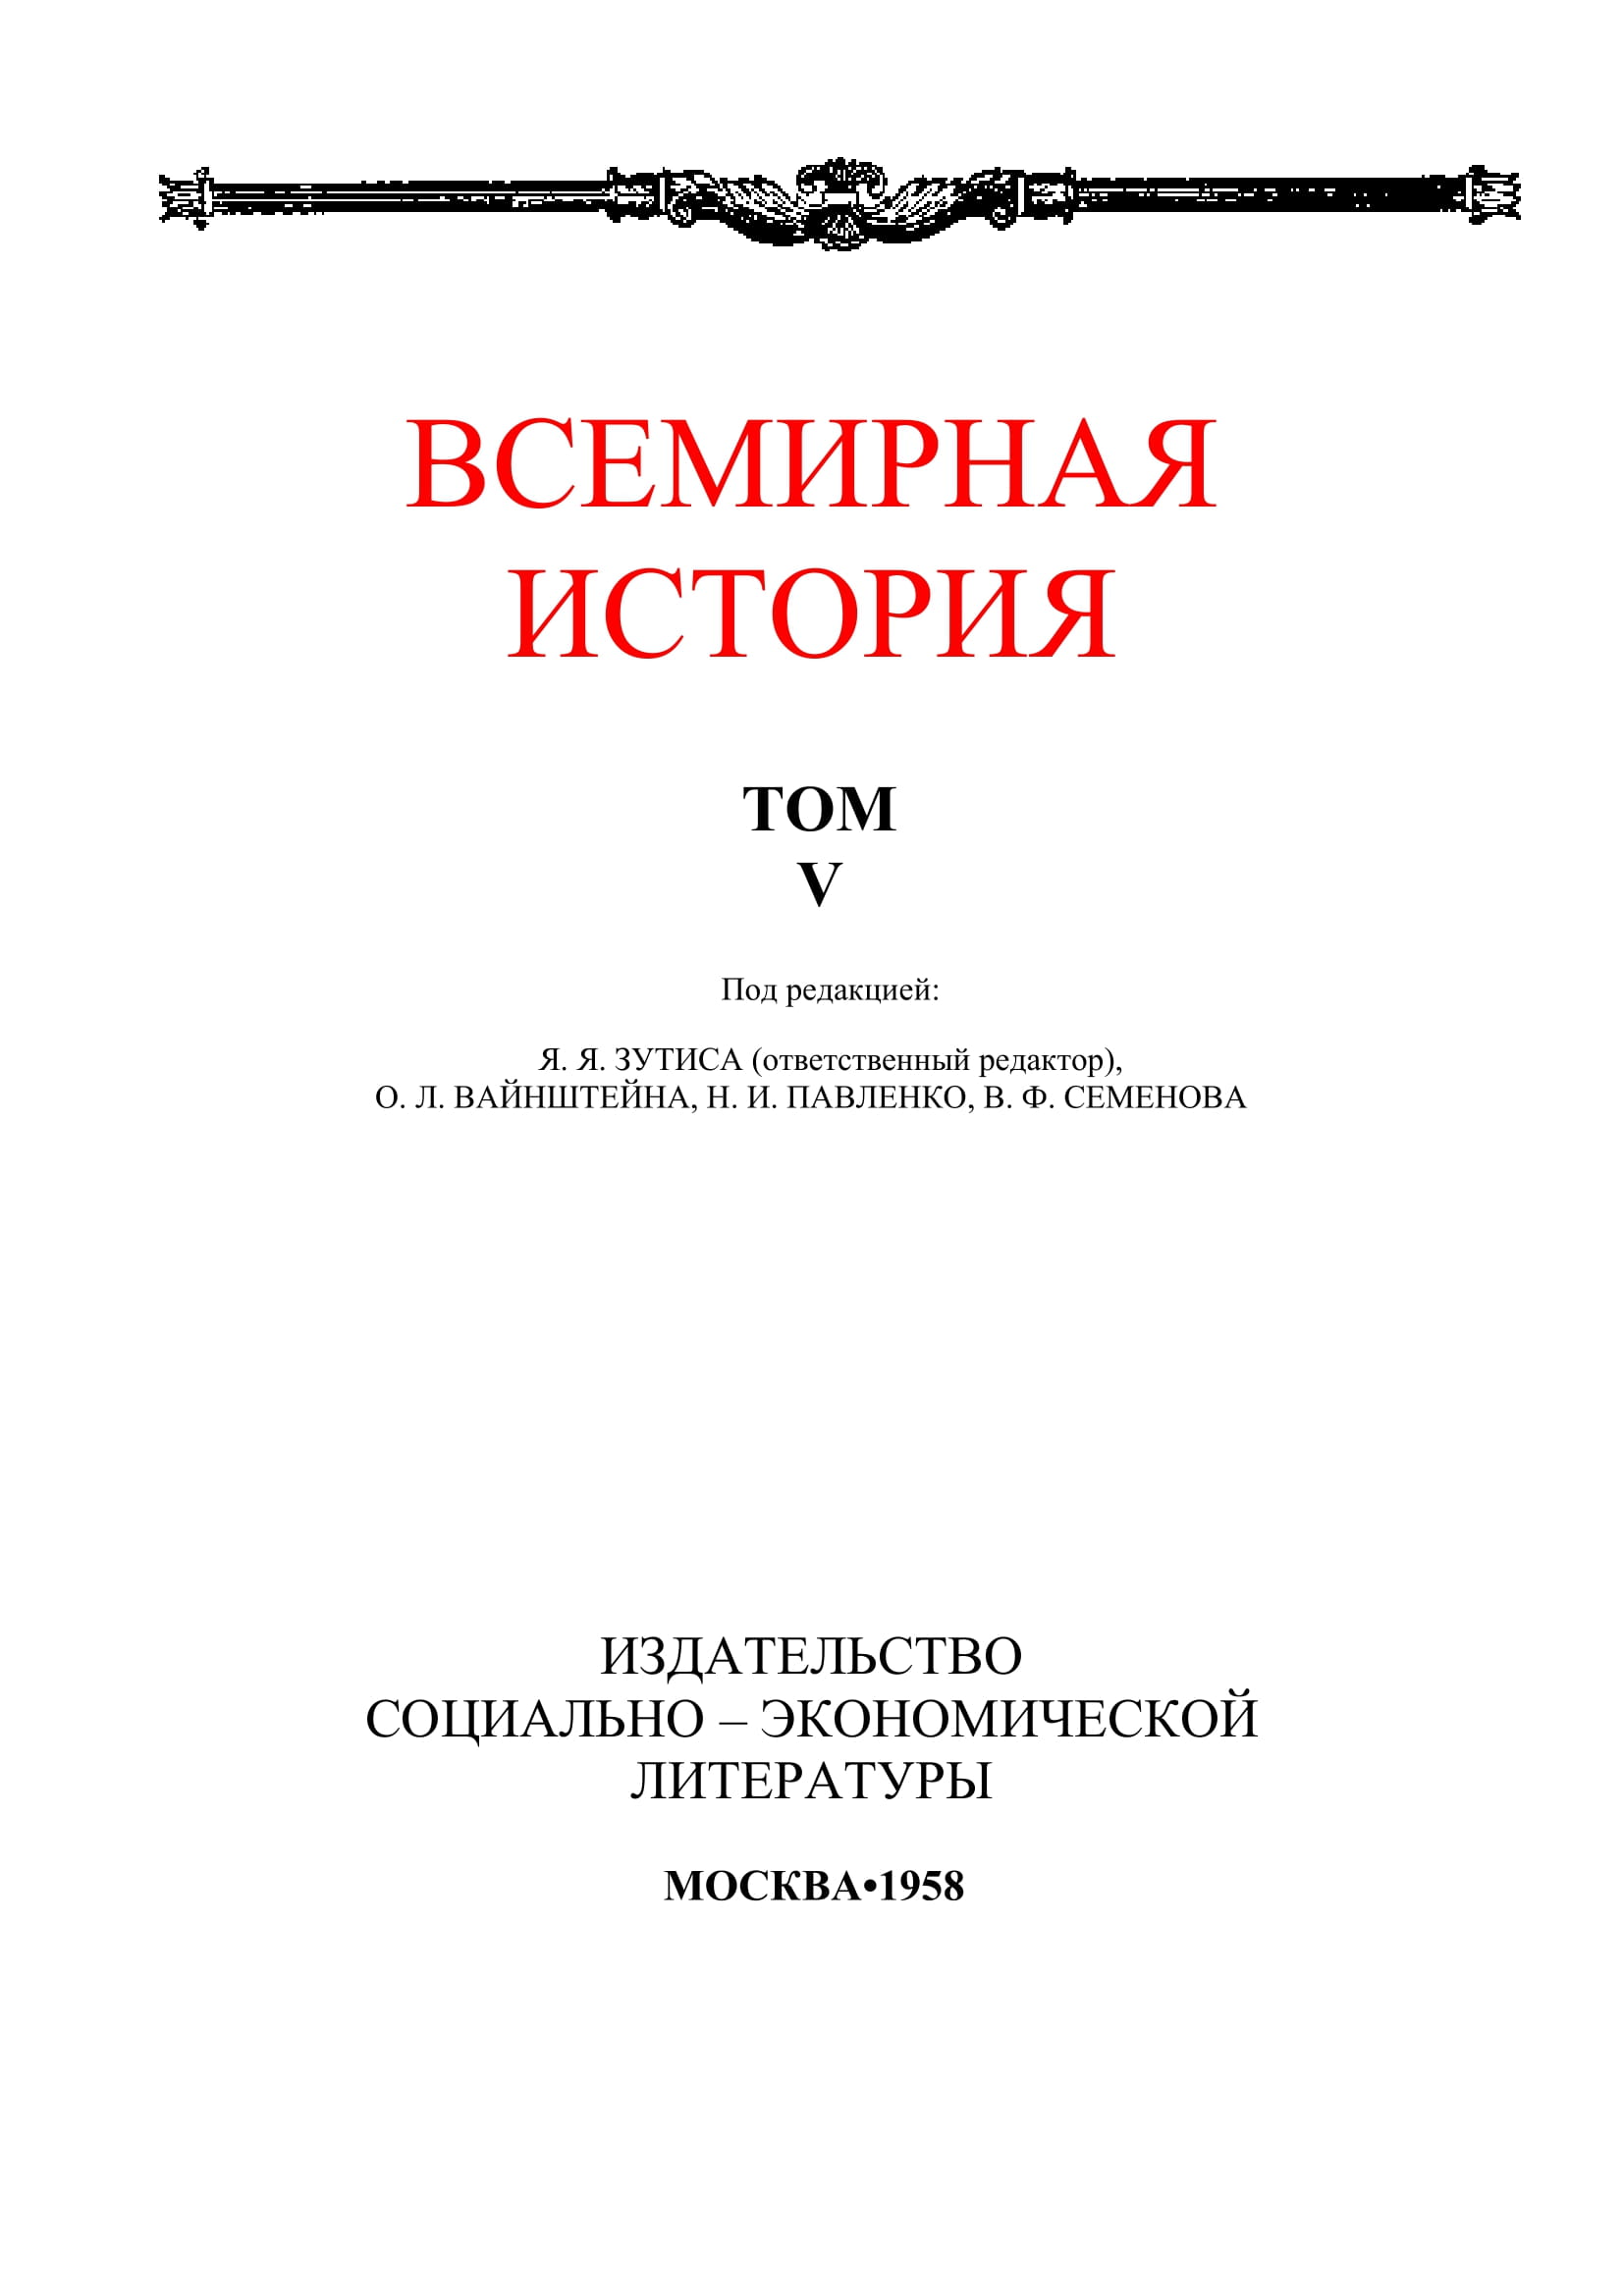 ВСЕМИРНАЯ
ИСТОРИЯ
ТОМ
V
Под редакцией:
Я. Я. ЗУТИСА (ответственный редактор),
О. Л. ВАЙНШТЕЙНА, Н. И. ПАВЛЕНКО, В. Ф. СЕМЕНОВА
ИЗДАТЕЛЬСТВО
СОЦИАЛЬНО – ЭКОНОМИЧЕСКОЙ
ЛИТЕРАТУРЫ
МОСКВА•1958